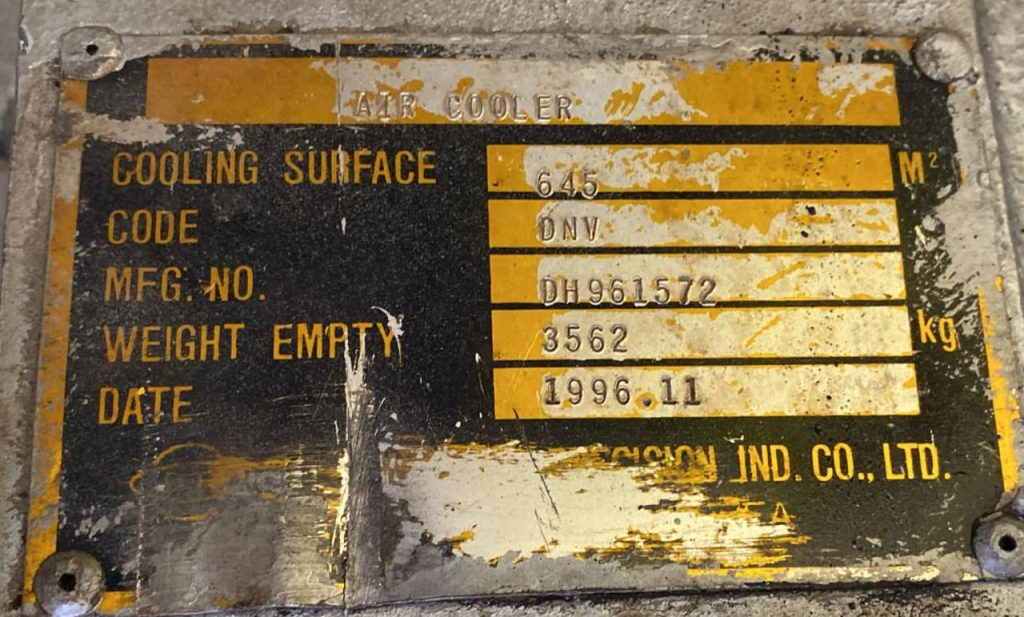 AIR COOLER
COOLING SURFACE 645 M²
CODE DNV
MFG. NO. DH961572
WEIGHT EMPTY 3562 kg
DATE 1996.11
IND. CO., LTD.